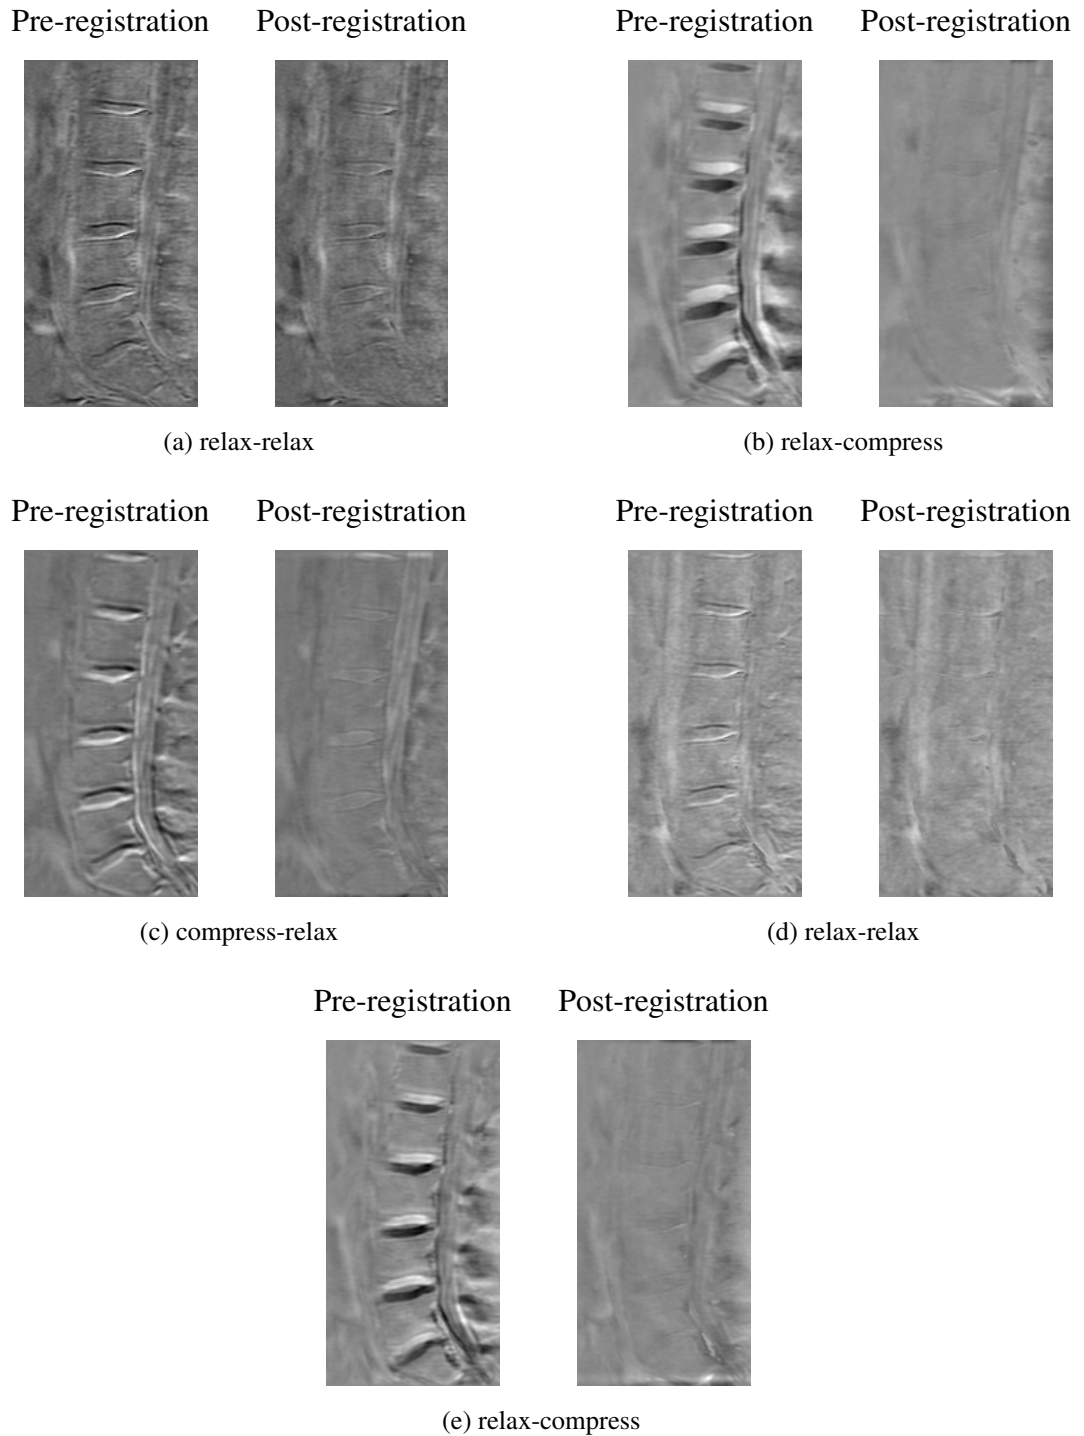 Pre-registration Post-registration Pre-registration Post-registration
(a) relax-relax (b) relax-compress
Pre-registration Post-registration Pre-registration Post-registration
(c) compress-relax (d) relax-relax
Pre-registration Post-registration
(e) relax-compress